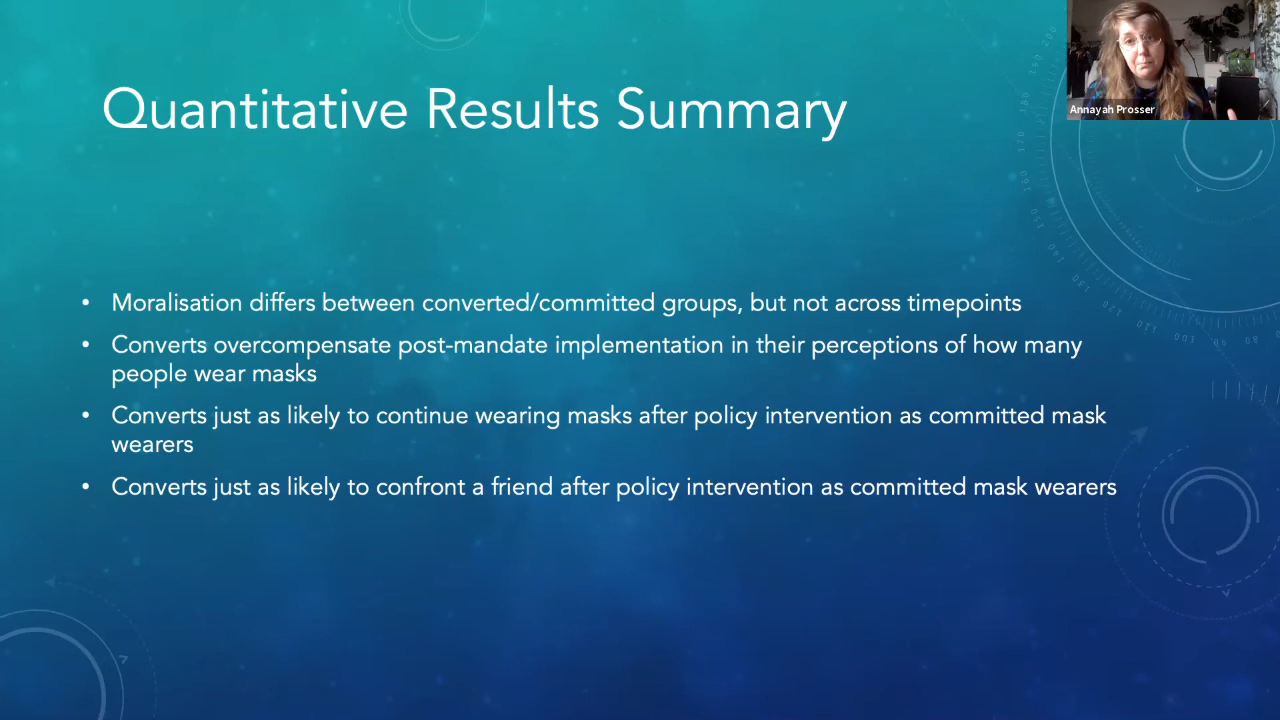 Quantitative Results Summary
Annayah Prosser
• Moralisation differs between converted/committed groups, but not across timepoints
• Converts overcompensate post-mandate implementation in their perceptions of how many
people wear masks
• Converts just as likely to continue wearing masks after policy intervention as committed mask
wearers
• Converts just as likely to confront a friend after policy intervention as committed mask wearers